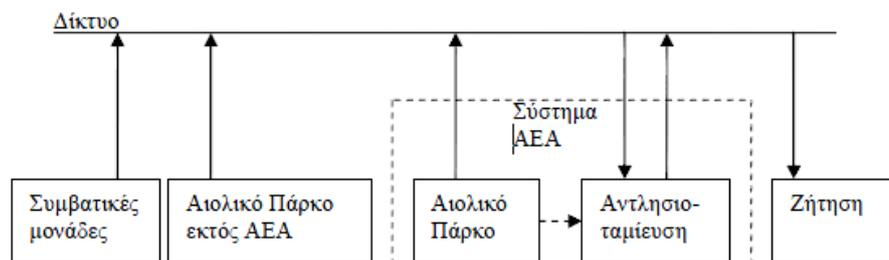 Δίκτυο
Σύστημα
ΑΕΑ
Συμβατικές
μονάδες
Αιολικό Πάρκο
εκτός ΑΕΑ
Αιολικό
Πάρκο
Αντλησιο-
ταμίευση
Ζήτηση